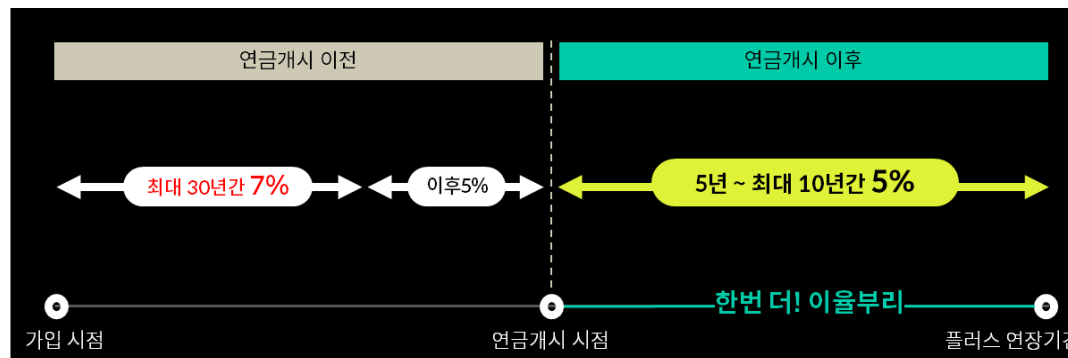 연금개시 이전
연금개시 이후
최대 30년간 7%
이후5%
5년 ~ 최대 10년간 5%
한번 더! 이율부리
가입 시점
연금개시 시점
플러스 연장기간